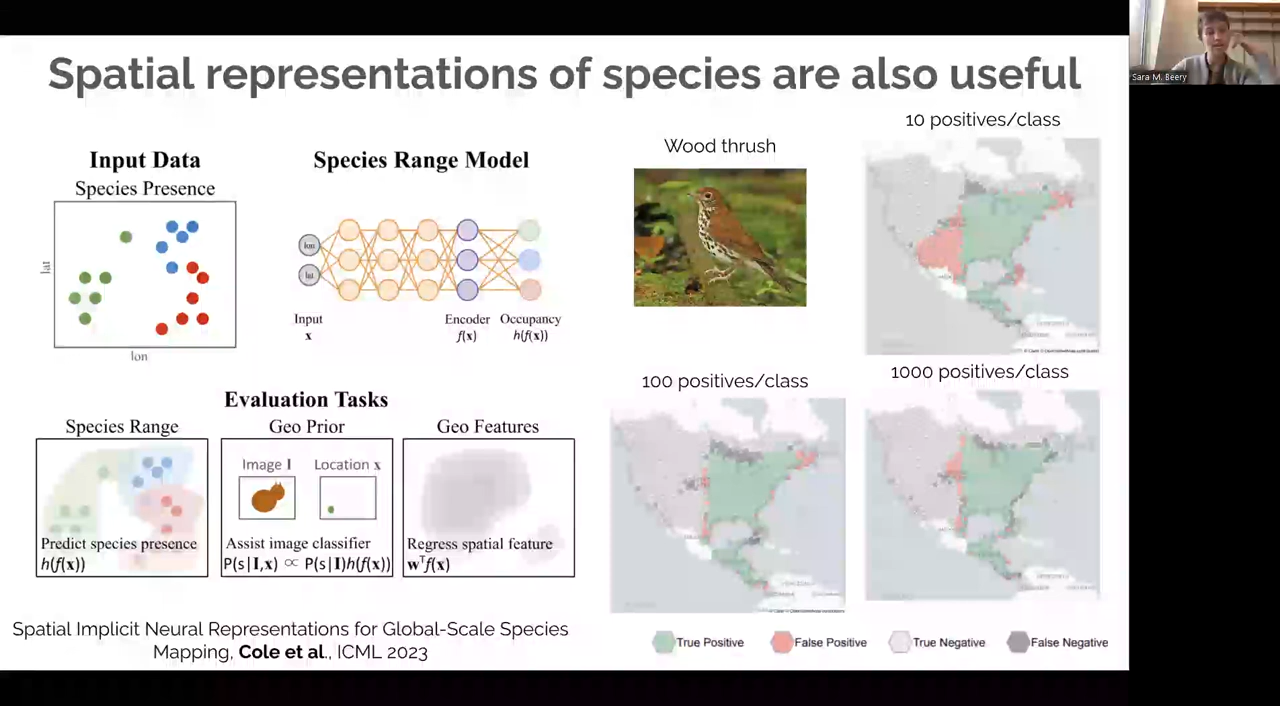 Spatial representations of species are also useful
Sara M. Beery
Input Data
Species Presence
lat
lon
Species Range Model
lon
lat
Input
x
Encoder
f(x)
Occupancy
h(f(x))
Evaluation Tasks
Species Range
Predict species presence
h(f(x))
Geo Prior
Image I
Location x
Assist image classifier
P(s|I,x) ∝ P(s|I)h(f(x))
Geo Features
Regress spatial feature
wᵀf(x)
Spatial Implicit Neural Representations for Global-Scale Species
Mapping, Cole et al., ICML 2023
Wood thrush
10 positives/class
100 positives/class
1000 positives/class
True Positive
False Positive
True Negative
False Negative